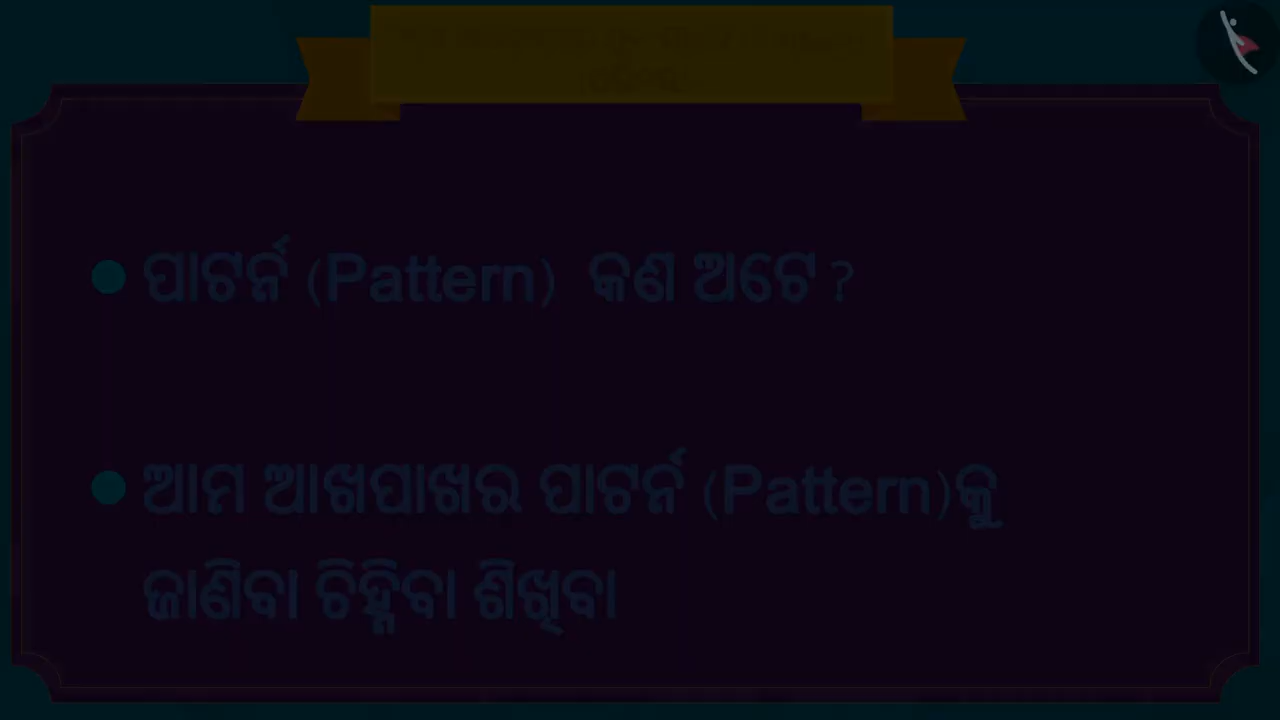 ପାଟର୍ନ (Pattern) କଣ ଅଟେ ?
ଆମ ଆଖପାଖର ପାଟର୍ନ (Pattern)କୁ
ଜାଣିବା ଚିହ୍ନିବା ଶିଖିବା